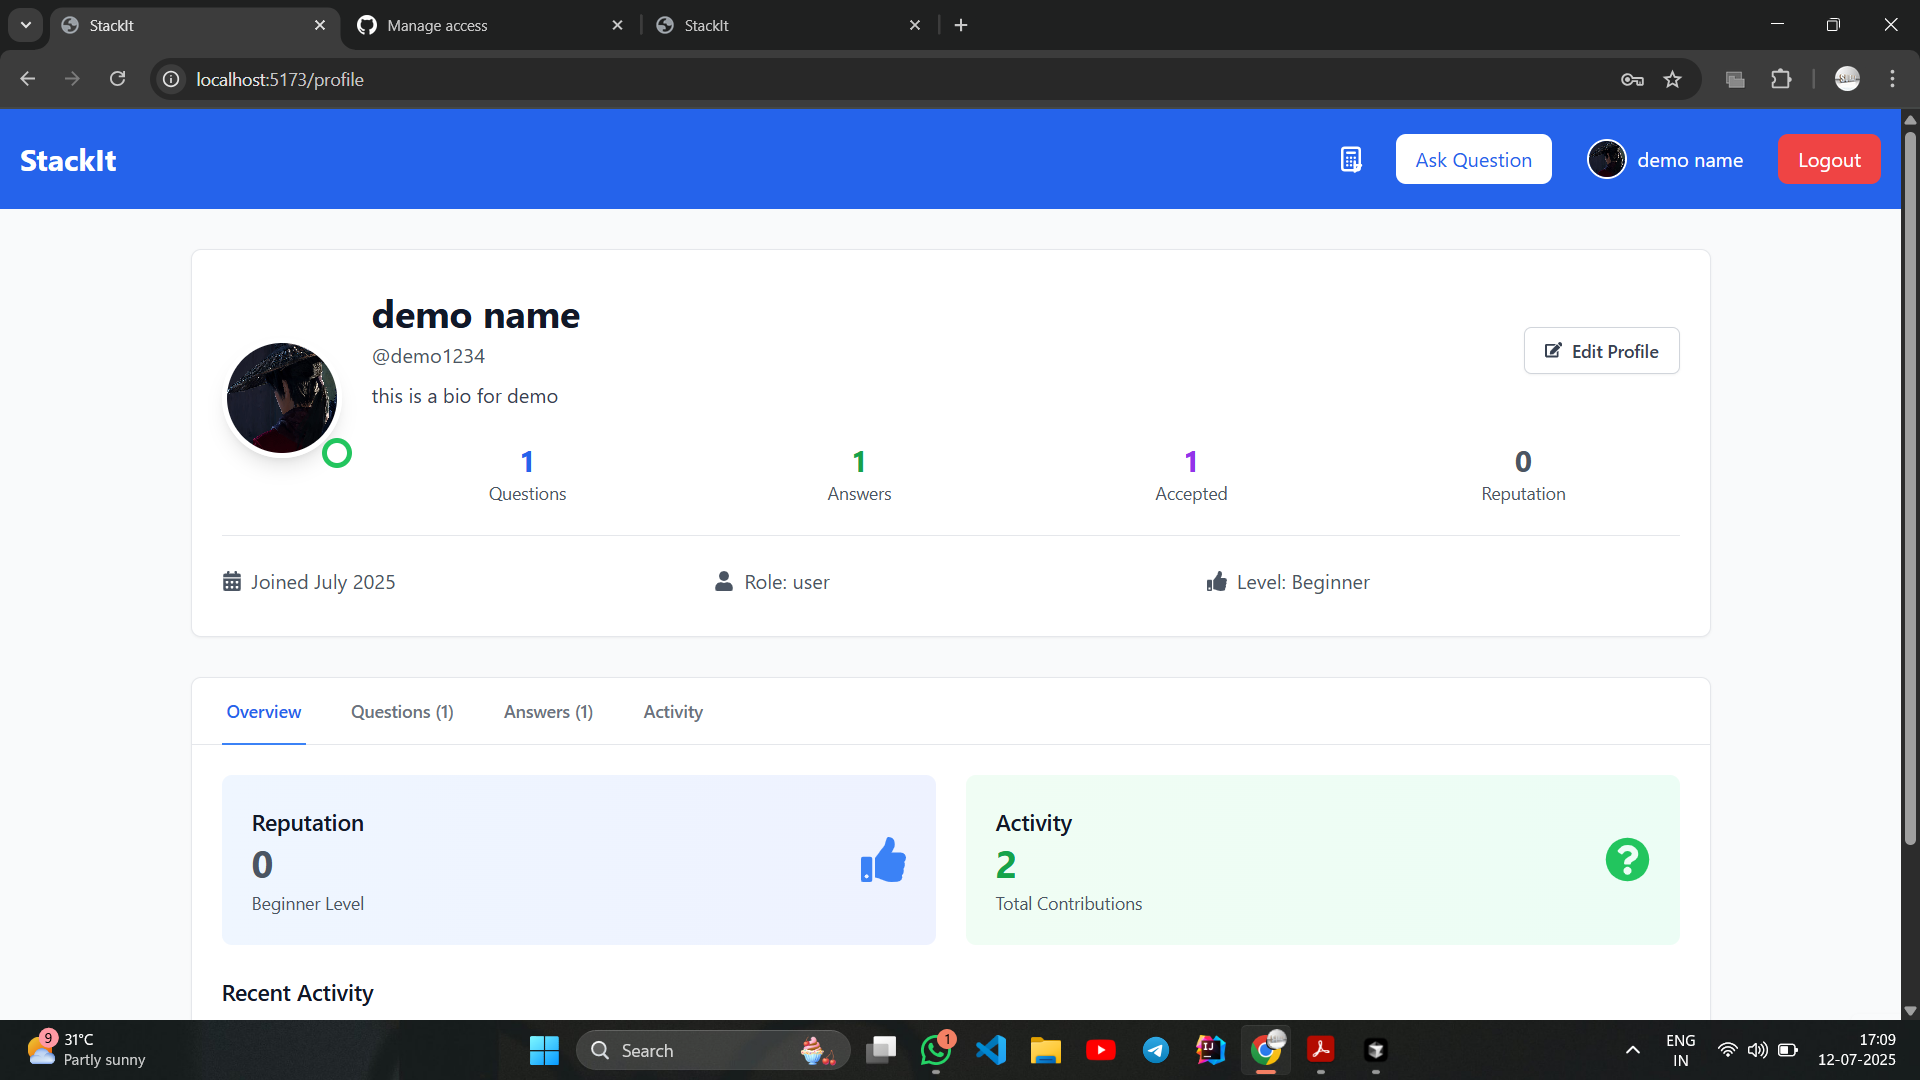 StackIt
Manage access
StackIt
localhost:5173/profile
StackIt
Ask Question
demo name
Logout
demo name
@demo1234
this is a bio for demo
Edit Profile
1
Questions
1
Answers
1
Accepted
0
Reputation
Joined July 2025
Role: user
Level: Beginner
Overview
Questions (1)
Answers (1)
Activity
Reputation
0
Beginner Level
Activity
2
Total Contributions
Recent Activity
9
31°C
Partly sunny
Search
1
IJ
ENG
IN
17:09
12-07-2025